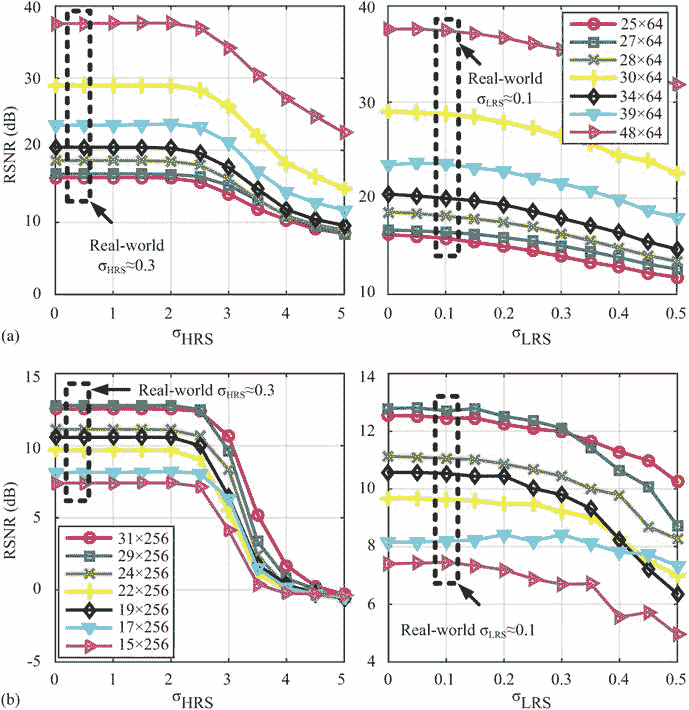 40
30
20
10
0
RSNR (dB)
Real-world
σHRS≈0.3
0 1 2 3 4 5
σHRS
(a)
40
30
20
10
Real-world
σLRS≈0.1
25×64
27×64
28×64
30×64
34×64
39×64
48×64
0 0.1 0.2 0.3 0.4 0.5
σLRS
15
10
5
0
-5
RSNR (dB)
Real-world σHRS≈0.3
31×256
29×256
24×256
22×256
19×256
17×256
15×256
0 1 2 3 4 5
σHRS
(b)
14
12
10
8
6
4
Real-world σLRS≈0.1
0 0.1 0.2 0.3 0.4 0.5
σLRS